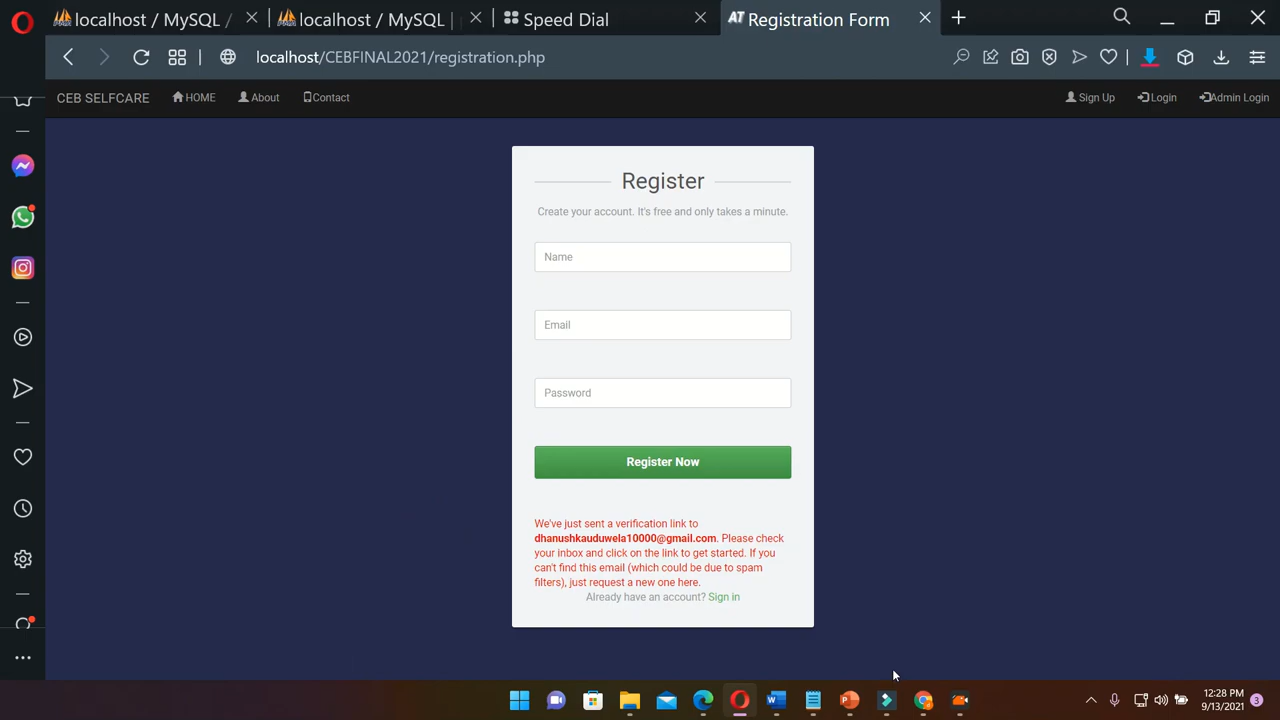 localhost / MySQL /
localhost / MySQL
Speed Dial
AT Registration Form
localhost/CEBFINAL2021/registration.php
CEB SELFCARE
HOME
About
Contact
Sign Up
Login
Admin Login
Register
Create your account. It's free and only takes a minute.
Name
Email
Password
Register Now
We've just sent a verification link to
dhanushkauduwela10000@gmail.com. Please check
your inbox and click on the link to get started. If you
can't find this email (which could be due to spam
filters), just request a new one here.
Already have an account? Sign in
12:28 PM
9/13/2021
3